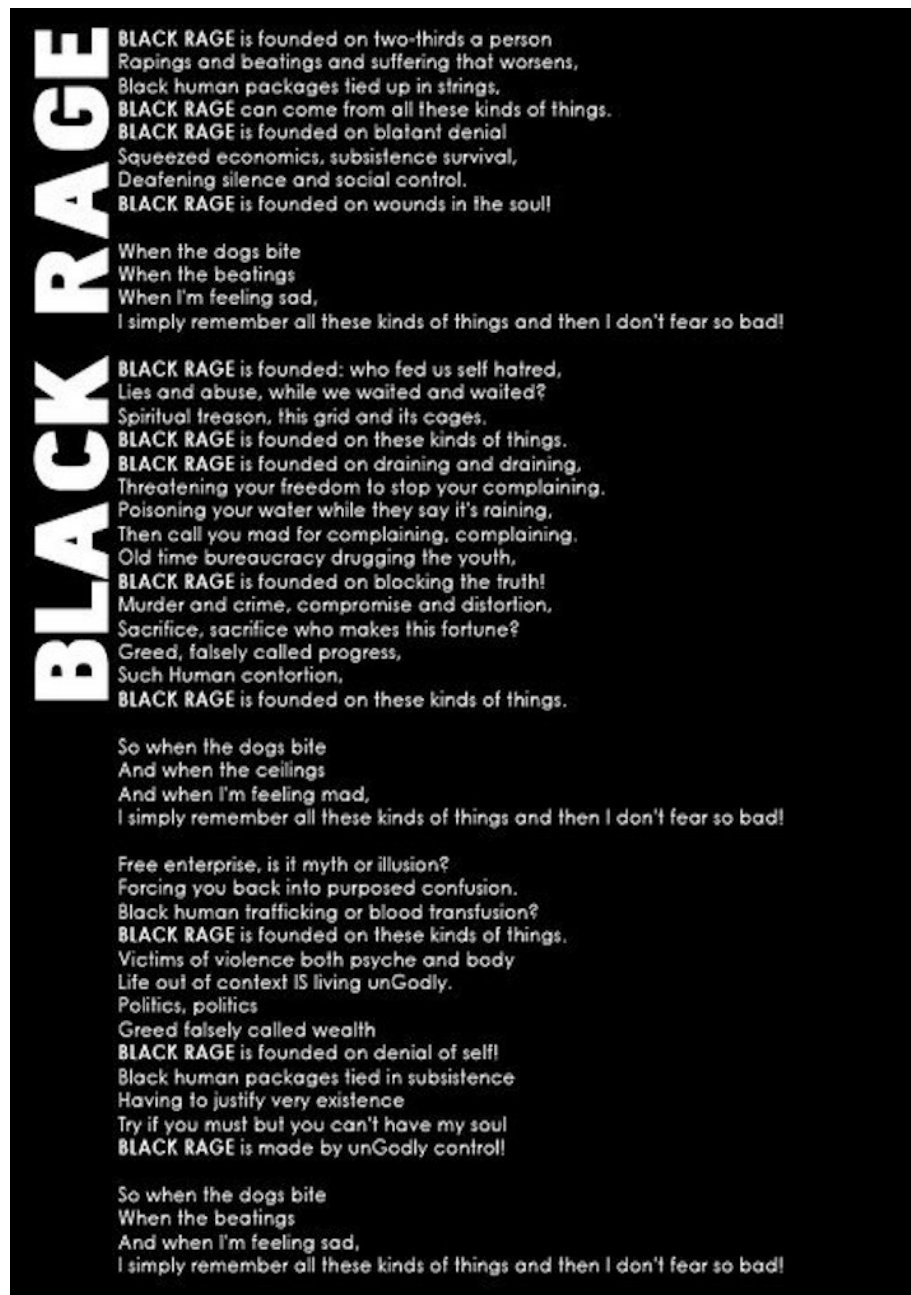 BLACK RAGE
BLACK RAGE is founded on two-thirds a person
Rapings and beatings and suffering that worsens,
Black human packages tied up in strings,
BLACK RAGE can come from all these kinds of things.
BLACK RAGE is founded on blatant denial
Squeezed economics, subsistence survival,
Deafening silence and social control.
BLACK RAGE is founded on wounds in the soul!

When the dogs bite
When the beatings
When I'm feeling sad,
I simply remember all these kinds of things and then I don't fear so bad!

BLACK RAGE is founded: who fed us self hatred,
Lies and abuse, while we waited and waited?
Spiritual treason, this grid and its cages,
BLACK RAGE is founded on these kinds of things.
BLACK RAGE is founded on draining and draining,
Threatening your freedom to stop your complaining.
Poisoning your water while they say it's raining,
Then call you mad for complaining, complaining.
Old time bureaucracy drugging the youth,
BLACK RAGE is founded on blocking the truth!
Murder and crime, compromise and distortion,
Sacrifice, sacrifice who makes this fortune?
Greed, falsely called progress,
Such Human contortion,
BLACK RAGE is founded on these kinds of things.

So when the dogs bite
And when the ceilings
And when I'm feeling mad,
I simply remember all these kinds of things and then I don't fear so bad!

Free enterprise, is it myth or illusion?
Forcing you back into purposed confusion.
Black human trafficking or blood transfusion?
BLACK RAGE is founded on these kinds of things.
Victims of violence both psyche and body
Life out of context IS living unGodly.
Politics, politics
Greed falsely called wealth
BLACK RAGE is founded on denial of self!
Black human packages tied in subsistence
Having to justify very existence
Try if you must but you can't have my soul
BLACK RAGE is made by unGodly control!

So when the dogs bite
When the beatings
And when I'm feeling sad,
I simply remember all these kinds of things and then I don't fear so bad!